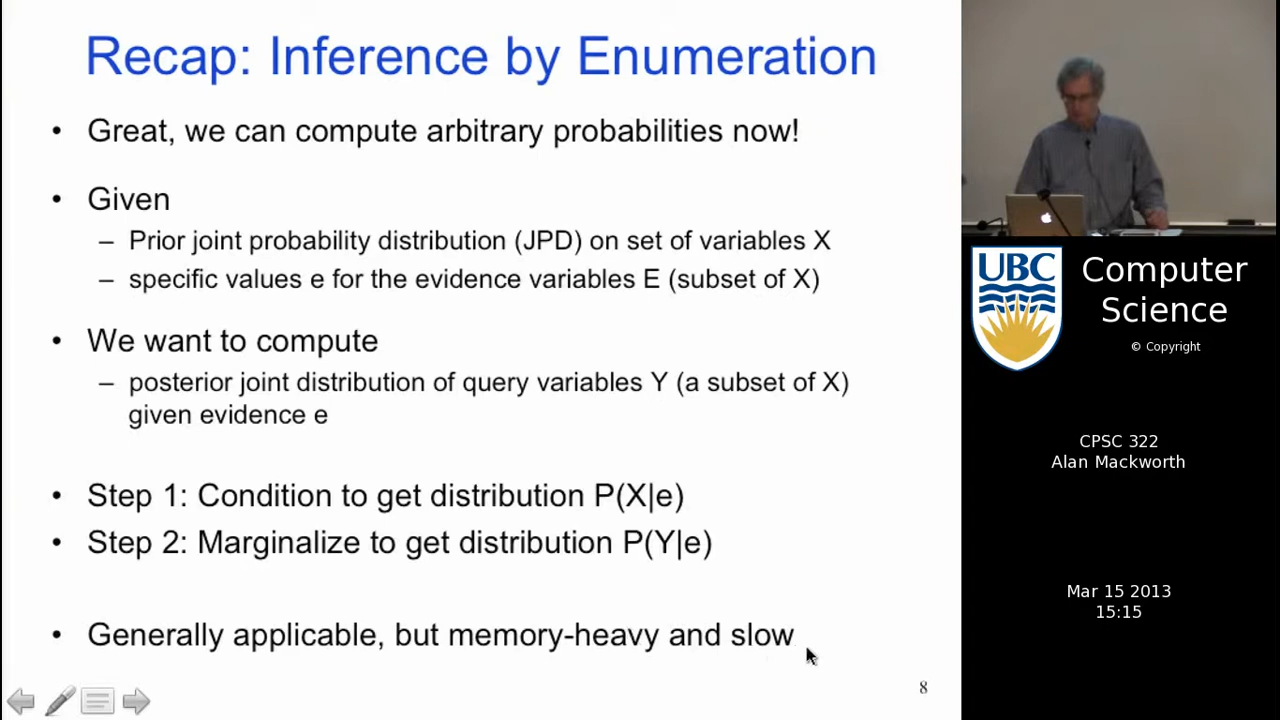 Recap: Inference by Enumeration
• Great, we can compute arbitrary probabilities now!
• Given
– Prior joint probability distribution (JPD) on set of variables X
– specific values e for the evidence variables E (subset of X)
• We want to compute
– posterior joint distribution of query variables Y (a subset of X)
given evidence e
• Step 1: Condition to get distribution P(X|e)
• Step 2: Marginalize to get distribution P(Y|e)
• Generally applicable, but memory-heavy and slow
8
UBC
Computer
Science
© Copyright
CPSC 322
Alan Mackworth
Mar 15 2013
15:15